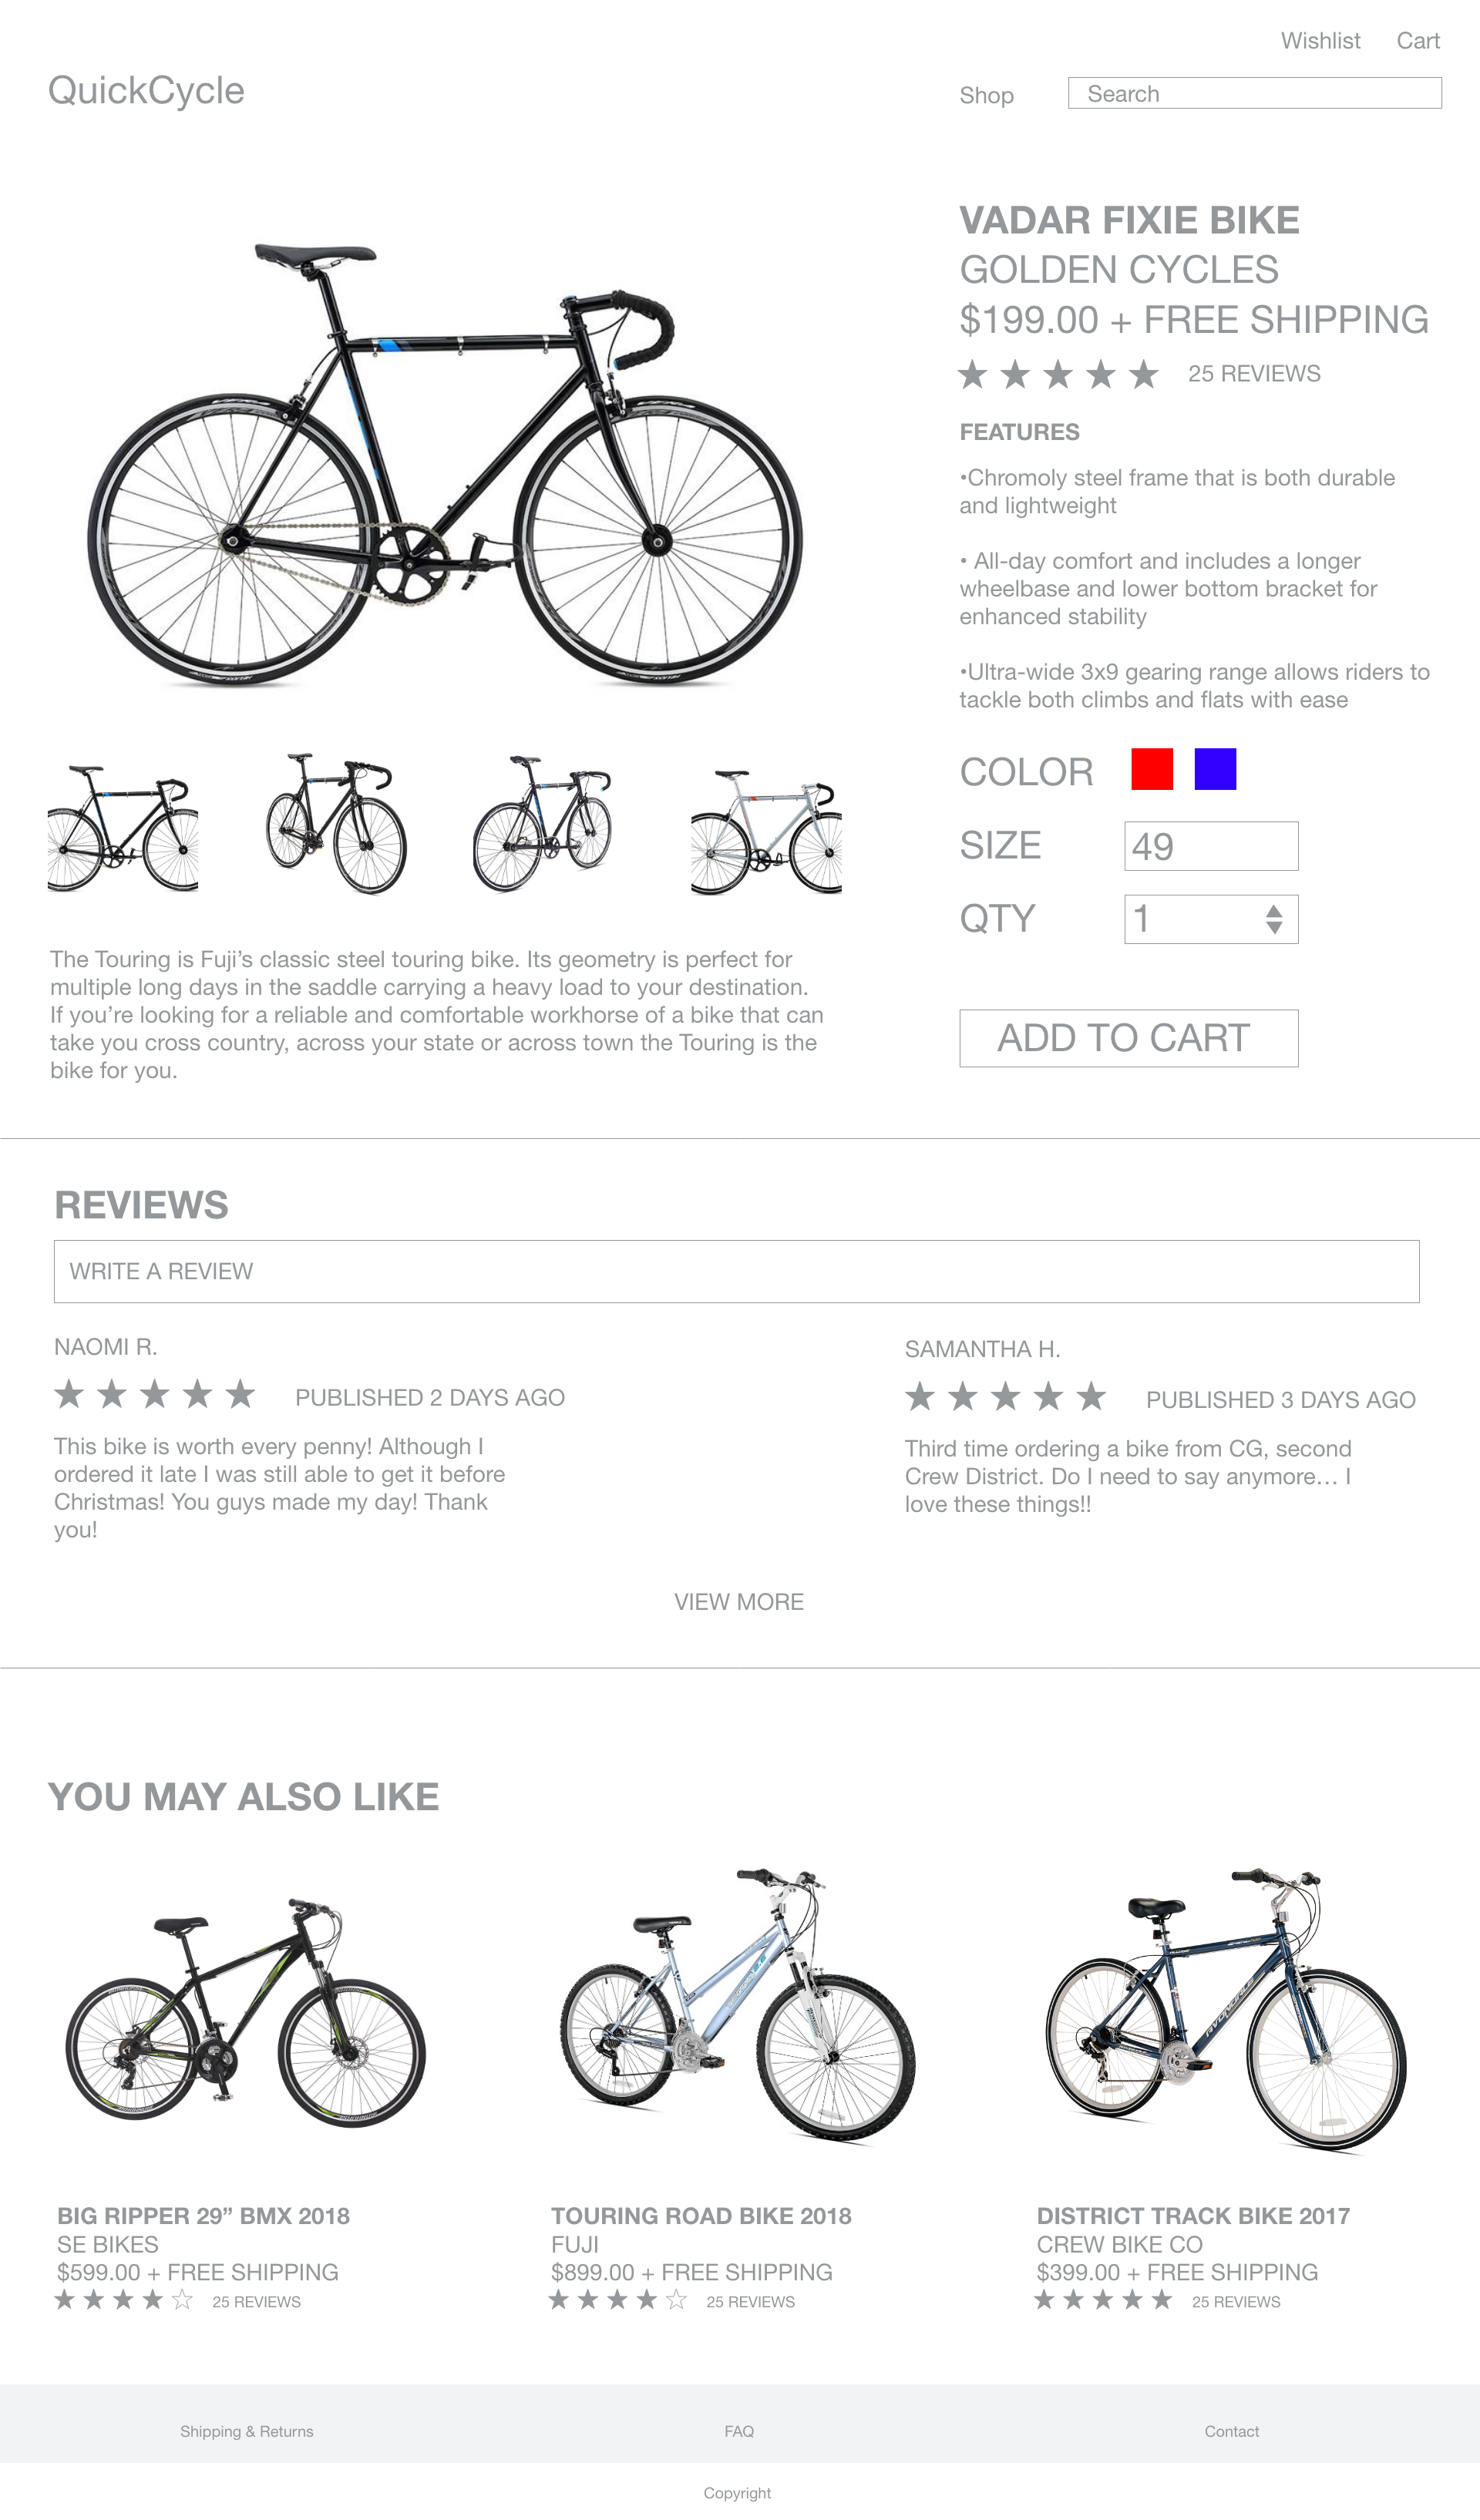 Wishlist Cart
QuickCycle
Shop
Search
VADAR FIXIE BIKE
GOLDEN CYCLES
$199.00 + FREE SHIPPING
25 REVIEWS
FEATURES
•Chromoly steel frame that is both durable
and lightweight
• All-day comfort and includes a longer
wheelbase and lower bottom bracket for
enhanced stability
•Ultra-wide 3x9 gearing range allows riders to
tackle both climbs and flats with ease
COLOR
SIZE
49
QTY
1
ADD TO CART
The Touring is Fuji’s classic steel touring bike. Its geometry is perfect for
multiple long days in the saddle carrying a heavy load to your destination.
If you’re looking for a reliable and comfortable workhorse of a bike that can
take you cross country, across your state or across town the Touring is the
bike for you.
REVIEWS
WRITE A REVIEW
NAOMI R.
PUBLISHED 2 DAYS AGO
This bike is worth every penny! Although I
ordered it late I was still able to get it before
Christmas! You guys made my day! Thank
you!
SAMANTHA H.
PUBLISHED 3 DAYS AGO
Third time ordering a bike from CG, second
Crew District. Do I need to say anymore… I
love these things!!
VIEW MORE
YOU MAY ALSO LIKE
BIG RIPPER 29” BMX 2018
SE BIKES
$599.00 + FREE SHIPPING
25 REVIEWS
TOURING ROAD BIKE 2018
FUJI
$899.00 + FREE SHIPPING
25 REVIEWS
DISTRICT TRACK BIKE 2017
CREW BIKE CO
$399.00 + FREE SHIPPING
25 REVIEWS
Shipping & Returns
FAQ
Contact
Copyright